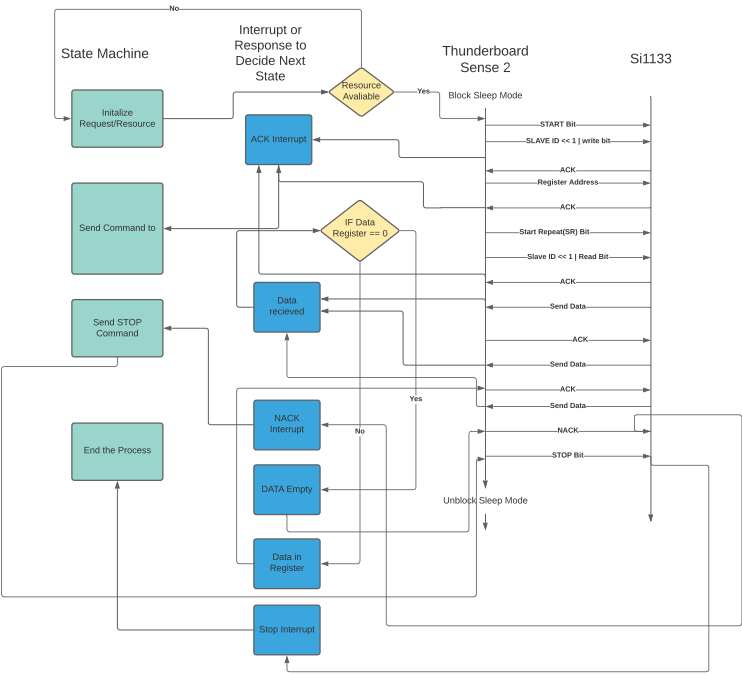 No
State Machine
Interrupt or
Response to
Decide Next
State
Thunderboard
Sense 2
Si1133
Resource
Avaliable
Yes
Block Sleep Mode
Initalize
Request/Resource
START Bit
ACK Interrupt
SLAVE ID << 1 | write bit
ACK
Register Address
ACK
Send Command to
IF Data
Register == 0
Start Repeat(SR) Bit
Slave ID << 1 | Read Bit
ACK
Data
recieved
Send Data
Send STOP
Command
ACK
Send Data
ACK
Yes
Send Data
NACK
Interrupt
No
NACK
End the Process
STOP Bit
DATA Empty
Unblock Sleep Mode
Data in
Register
Stop Interrupt